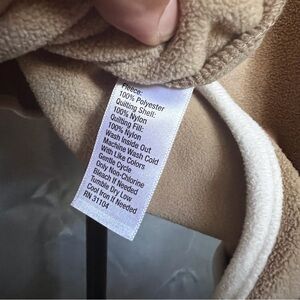 Fleece:
100% Polyester
Quilting Shell:
100% Nylon
Quilting Fill:
100% Nylon
Wash Inside Out
Machine Wash Cold
With Like Colors
Gentle Cycle
Only Non-Chlorine
Bleach If Needed
Tumble Dry Low
Cool Iron If Needed
RN 31104